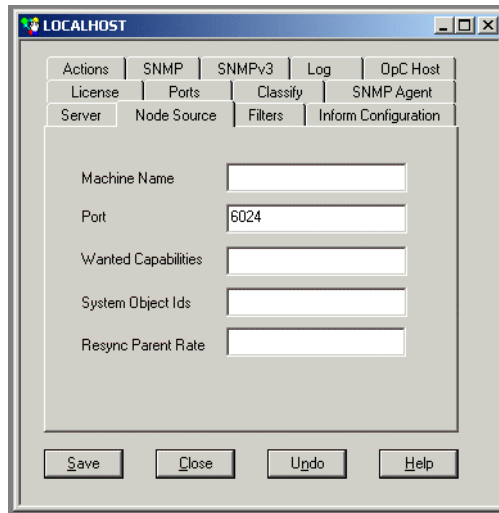 LOCALHOST
Actions SNMP SNMPv3 Log OpC Host
License Ports Classify SNMP Agent
Server Node Source Filters Inform Configuration
Machine Name
Port 6024
Wanted Capabilities
System Object Ids
Resync Parent Rate
Save Close Undo Help